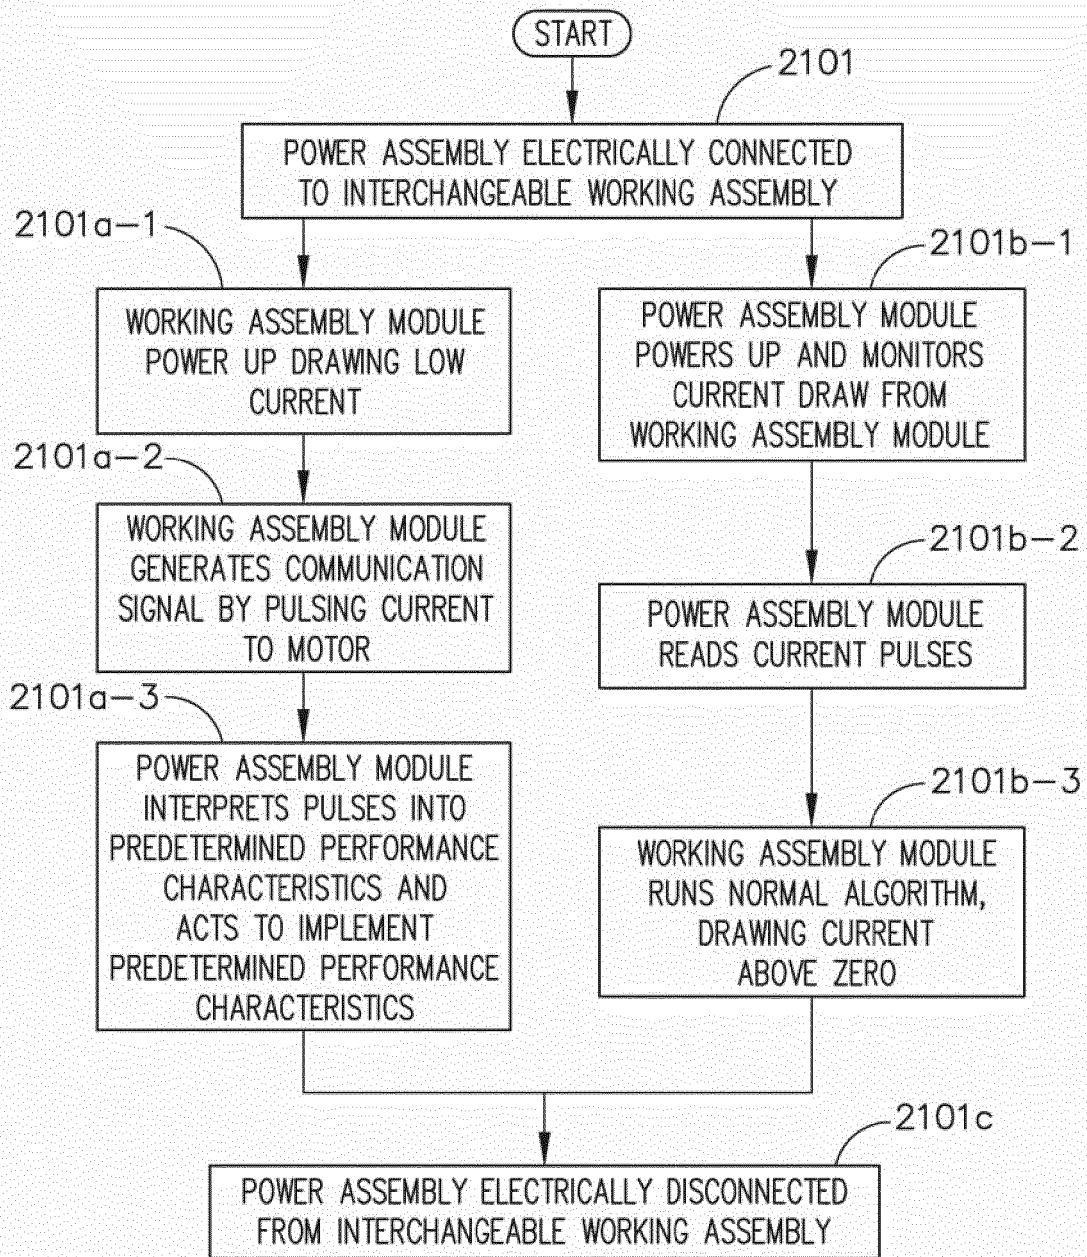 START
2101
POWER ASSEMBLY ELECTRICALLY CONNECTED
TO INTERCHANGEABLE WORKING ASSEMBLY
2101a-1
WORKING ASSEMBLY MODULE
POWER UP DRAWING LOW
CURRENT
2101a-2
WORKING ASSEMBLY MODULE
GENERATES COMMUNICATION
SIGNAL BY PULSING CURRENT
TO MOTOR
2101a-3
POWER ASSEMBLY MODULE
INTERPRETS PULSES INTO
PREDETERMINED PERFORMANCE
CHARACTERISTICS AND
ACTS TO IMPLEMENT
PREDETERMINED PERFORMANCE
CHARACTERISTICS
2101b-1
POWER ASSEMBLY MODULE
POWERS UP AND MONITORS
CURRENT DRAW FROM
WORKING ASSEMBLY MODULE
2101b-2
POWER ASSEMBLY MODULE
READS CURRENT PULSES
2101b-3
WORKING ASSEMBLY MODULE
RUNS NORMAL ALGORITHM,
DRAWING CURRENT
ABOVE ZERO
2101c
POWER ASSEMBLY ELECTRICALLY DISCONNECTED
FROM INTERCHANGEABLE WORKING ASSEMBLY